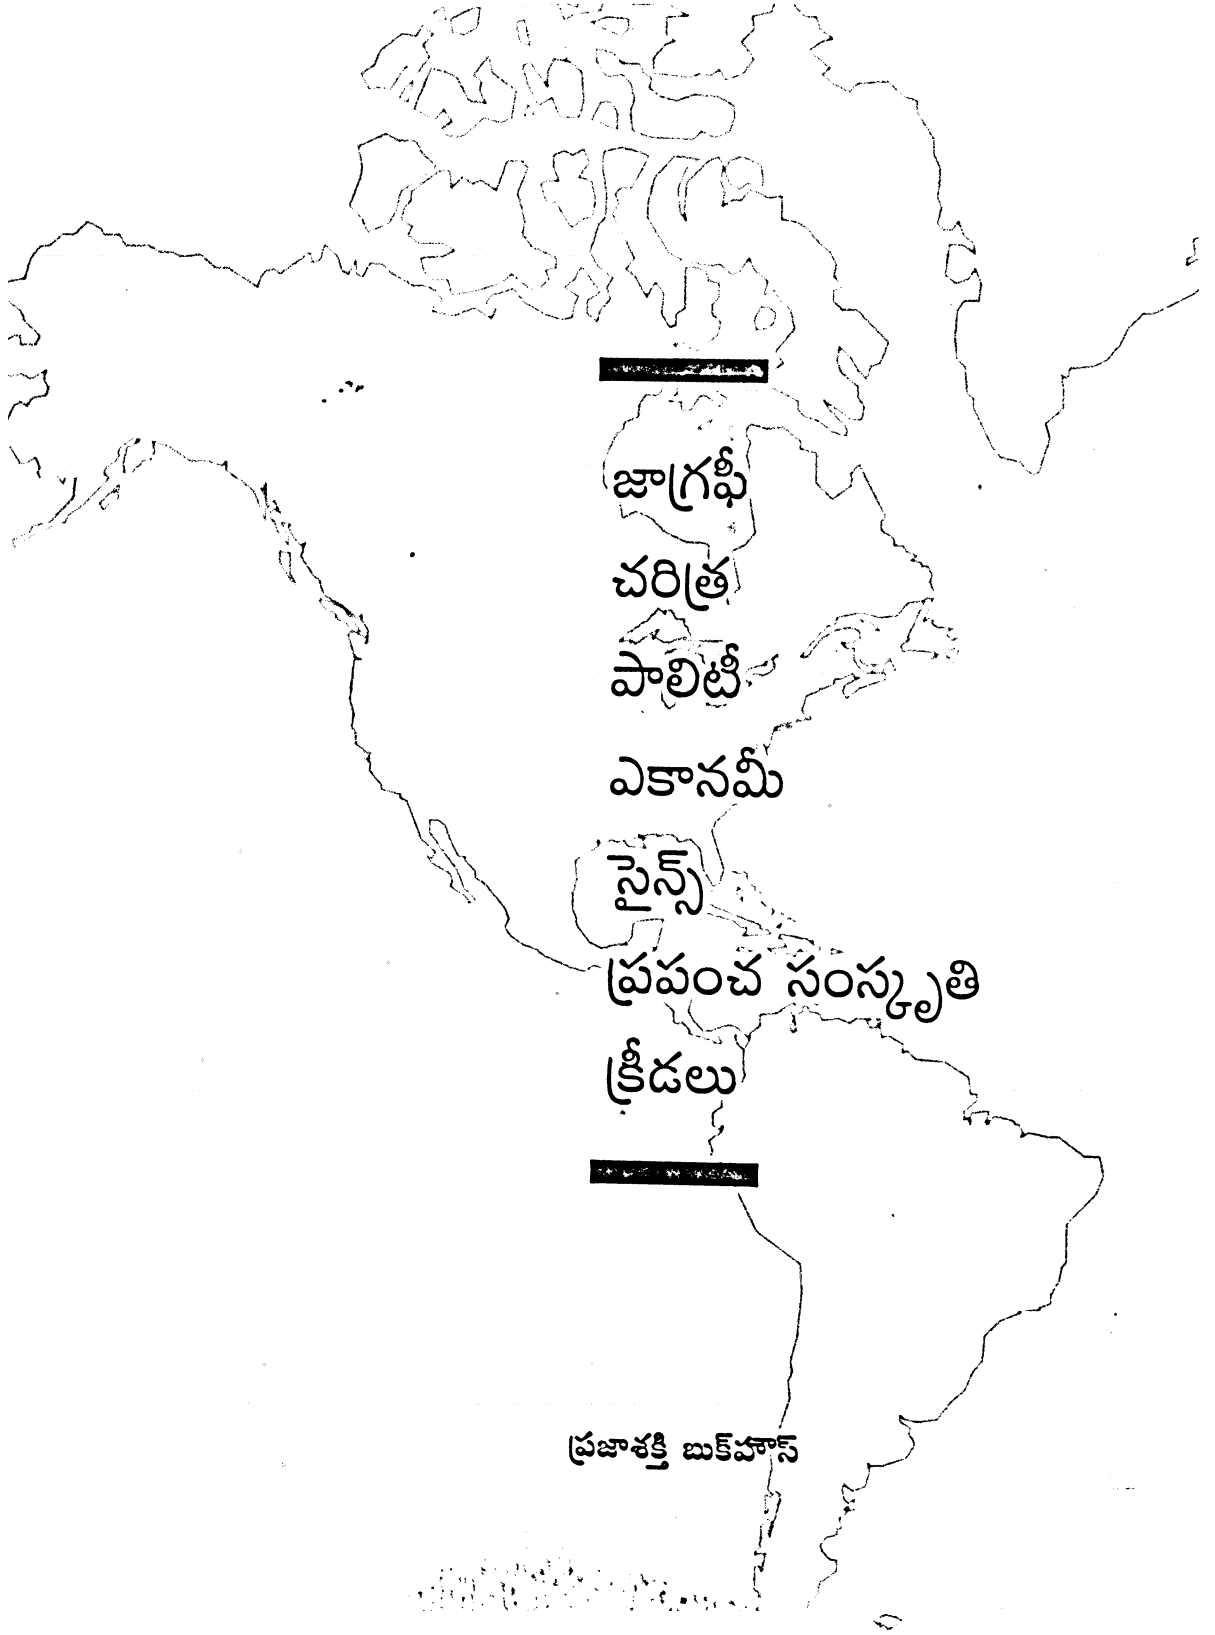 జాగ్రఫీ
చరిత్ర
పాలిటీ
ఎకానమీ
సైన్స్
ప్రపంచ సంస్కృతి
క్రీడలు
ప్రజాశక్తి బుక్‌హౌస్